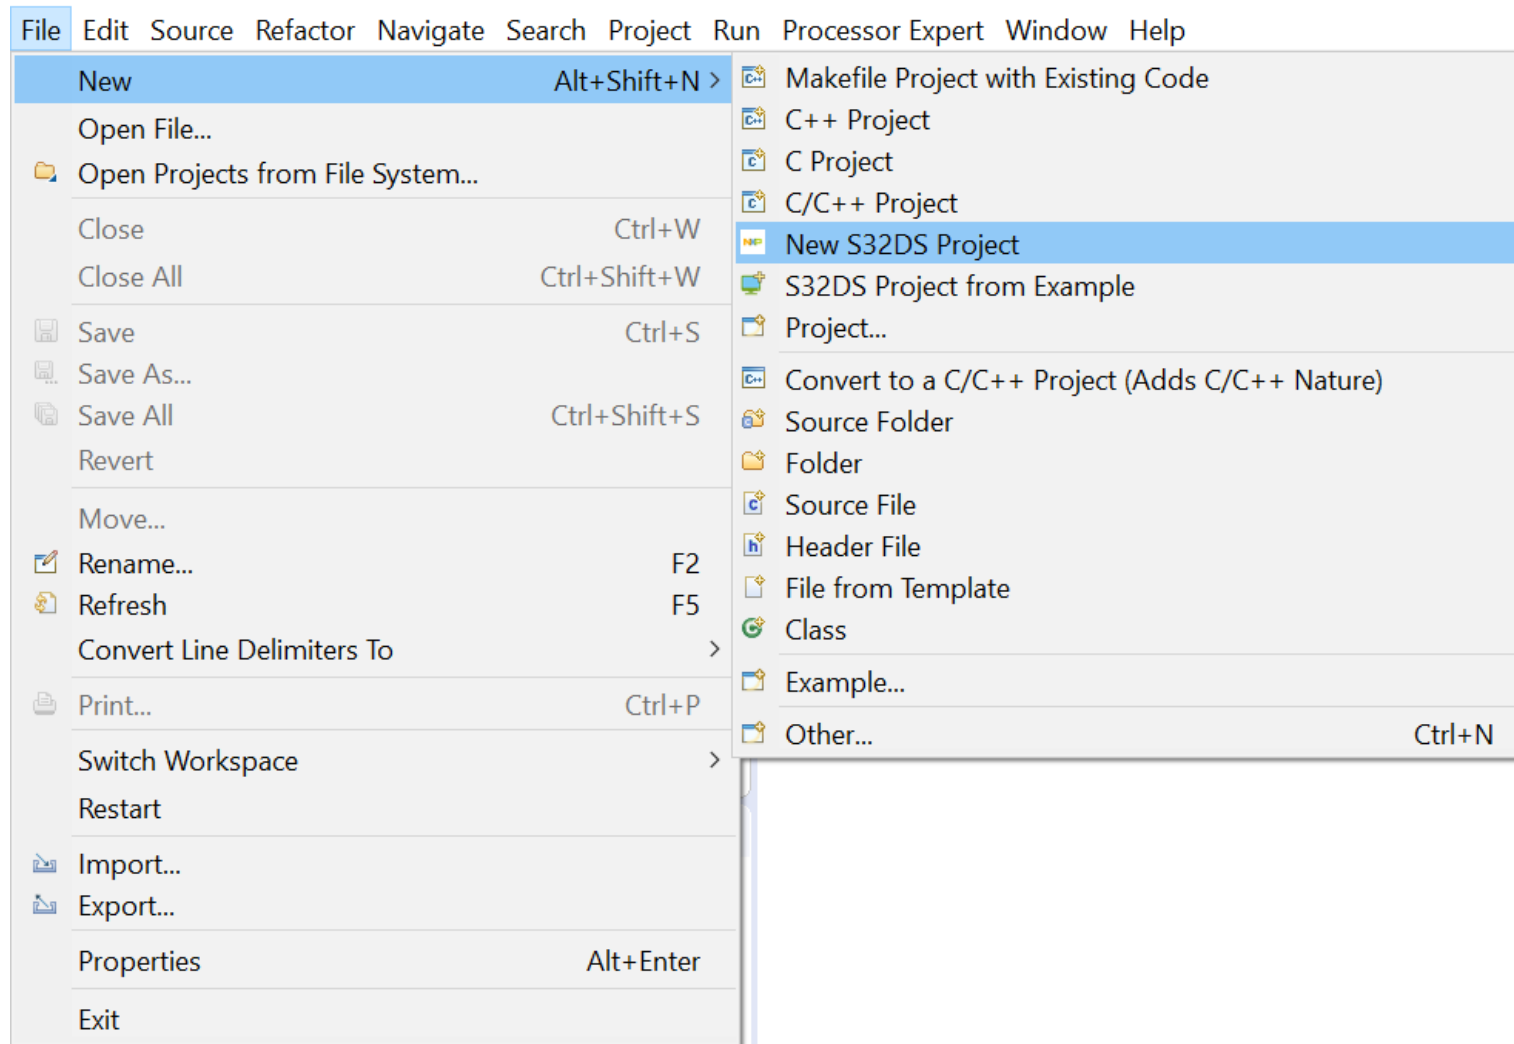 File Edit Source Refactor Navigate Search Project Run Processor Expert Window Help
New Alt+Shift+N
Open File...
Open Projects from File System...
Close Ctrl+W
Close All Ctrl+Shift+W
Save Ctrl+S
Save As...
Save All Ctrl+Shift+S
Revert
Move...
Rename... F2
Refresh F5
Convert Line Delimiters To
Print... Ctrl+P
Switch Workspace
Restart
Import...
Export...
Properties Alt+Enter
Exit
Makefile Project with Existing Code
C++ Project
C Project
C/C++ Project
NXP New S32DS Project
S32DS Project from Example
Project...
Convert to a C/C++ Project (Adds C/C++ Nature)
Source Folder
Folder
Source File
Header File
File from Template
Class
Example...
Other... Ctrl+N